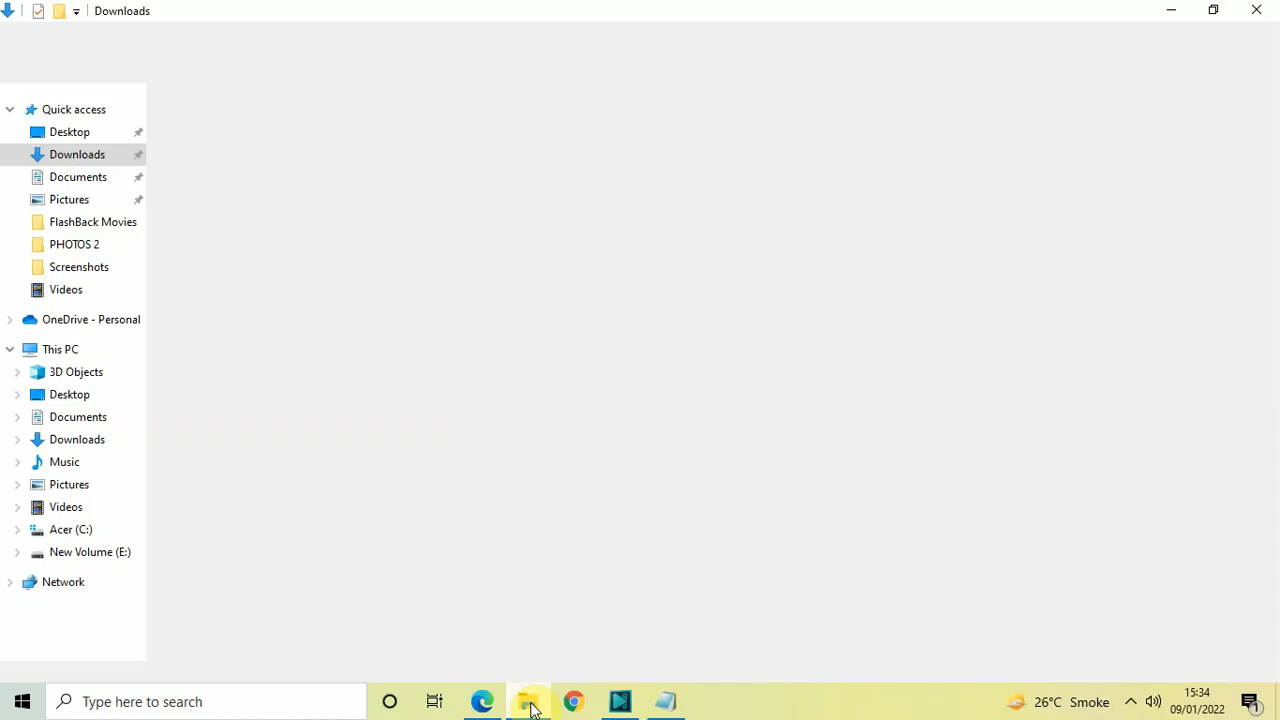 Downloads
Quick access
Desktop
Downloads
Documents
Pictures
FlashBack Movies
PHOTOS 2
Screenshots
Videos
OneDrive - Personal
This PC
3D Objects
Desktop
Documents
Downloads
Music
Pictures
Videos
Acer (C:)
New Volume (E:)
Network
Type here to search
26°C Smoke
15:34
09/01/2022
1